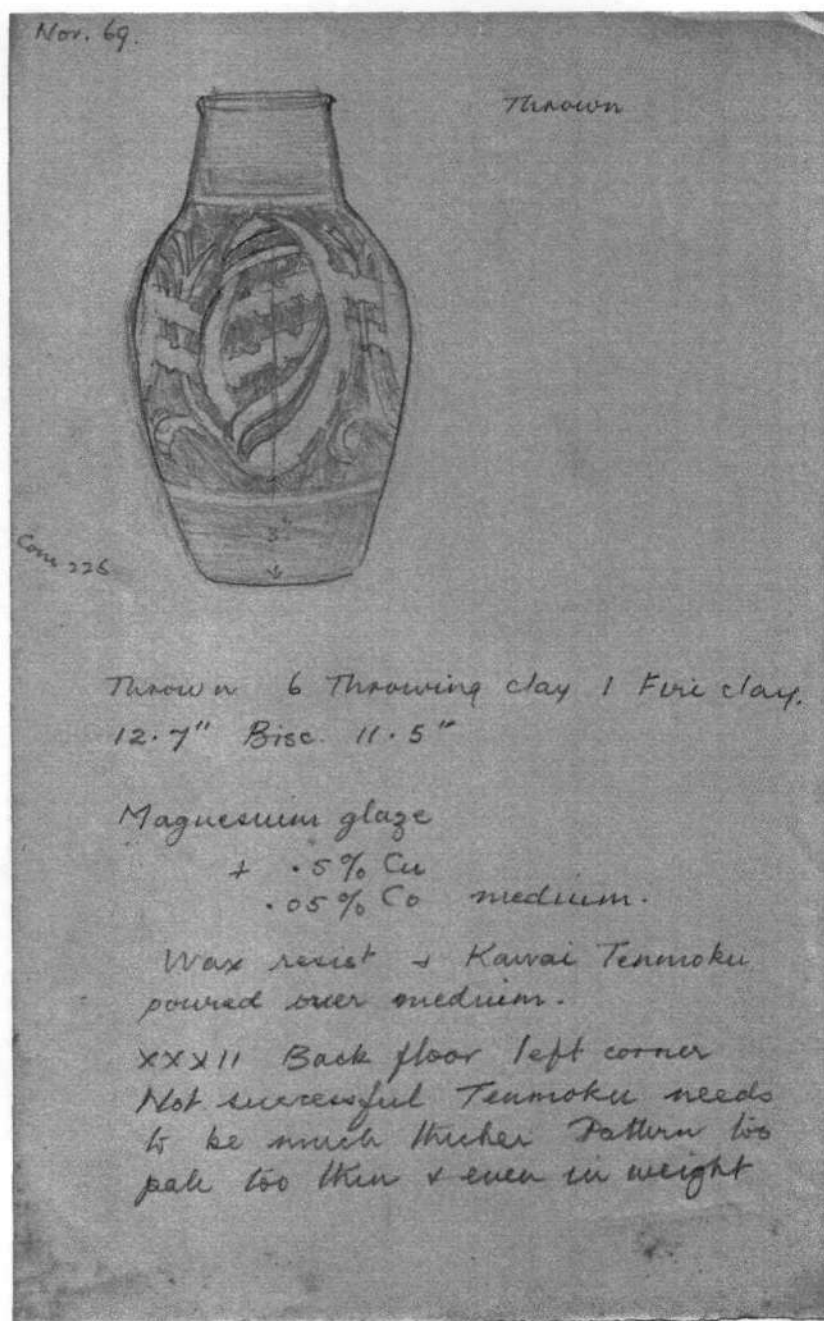 Nov. 69.
Thrown
3"
Com 226
Thrown 6 Throwing clay 1 Fire clay.
12.7" Bisc. 11.5"
Magnesium glaze
+ .5% Cu
.05% Co medium.
Wax resist + Kawai Tenmoku
poured over medium.
XXXII Back floor left corner
Not successful Tenmoku needs
to be much thicker Pattern too
pale too thin & even in weight